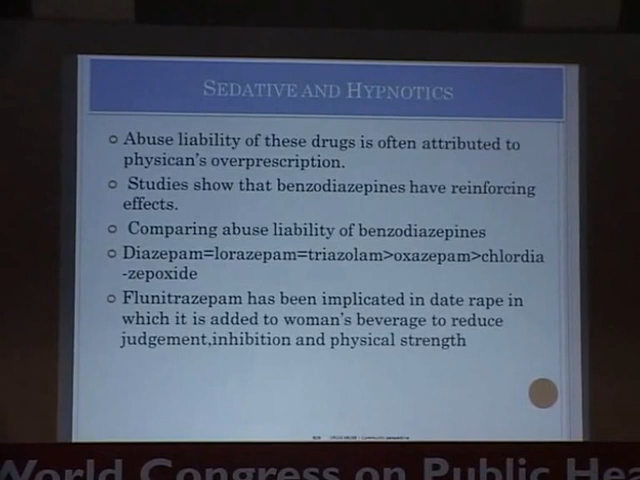 SEDATIVE AND HYPNOTICS
Abuse liability of these drugs is often attributed to
physican's overprescription.
Studies show that benzodiazepines have reinforcing
effects.
Comparing abuse liability of benzodiazepines
Diazepam=lorazepam=triazolam>oxazepam>chlordia
-zepoxide
Flunitrazepam has been implicated in date rape in
which it is added to woman's beverage to reduce
judgement,inhibition and physical strength
World Congress on Public Hea